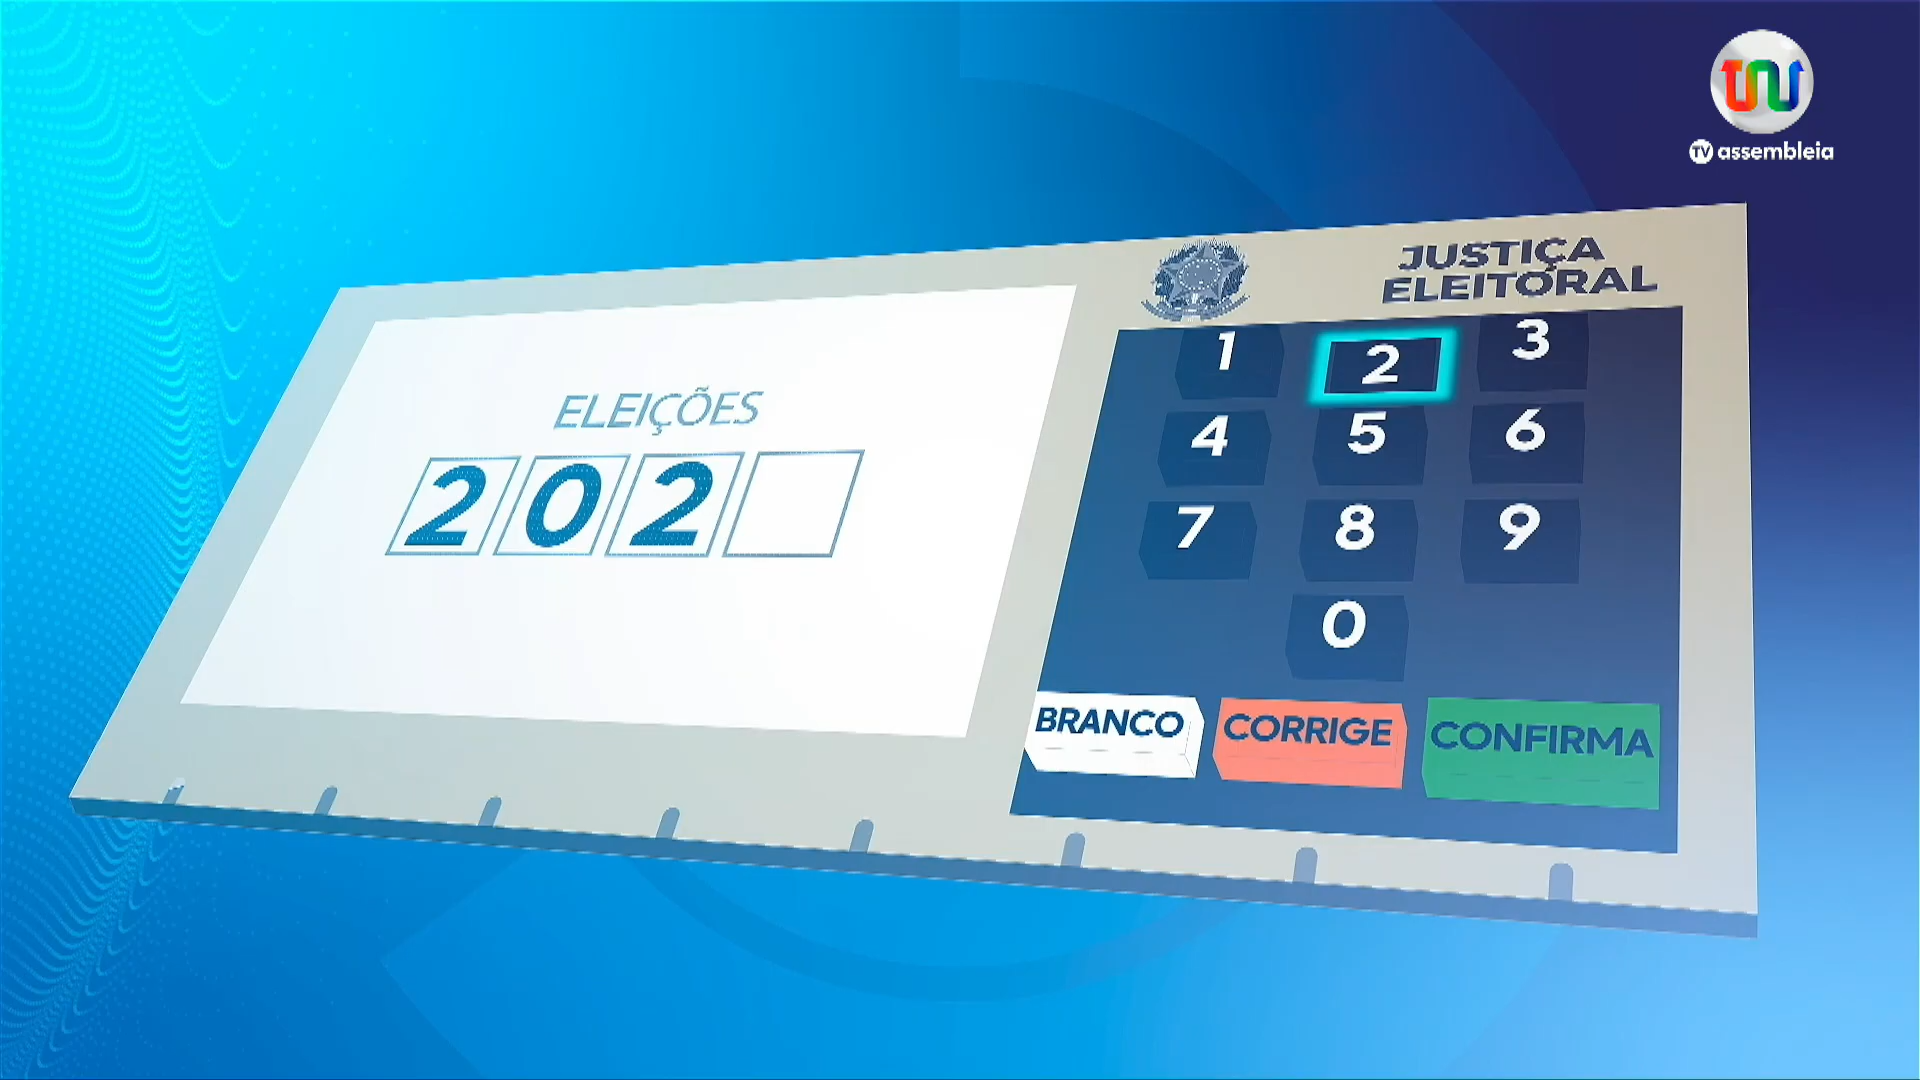 TV assembleia
JUSTIÇA
ELEITORAL
ELEIÇÕES
202
1 2 3
4 5 6
7 8 9
0
BRANCO CORRIGE CONFIRMA